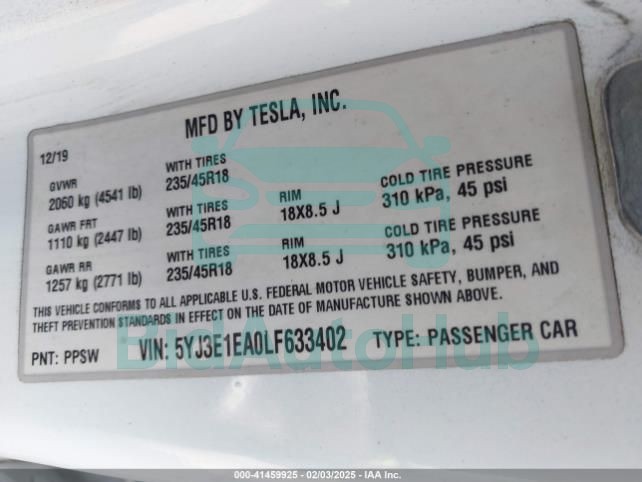 MFD BY TESLA, INC.
12/19
GVWR
2060 kg (4541 lb)
WITH TIRES
235/45R18
GAWR FRT
1110 kg (2447 lb)
WITH TIRES
235/45R18
RIM
18X8.5 J
COLD TIRE PRESSURE
310 kPa, 45 psi
GAWR RR
1257 kg (2771 lb)
WITH TIRES
235/45R18
RIM
18X8.5 J
COLD TIRE PRESSURE
310 kPa, 45 psi
THIS VEHICLE CONFORMS TO ALL APPLICABLE U.S. FEDERAL MOTOR VEHICLE SAFETY, BUMPER, AND
THEFT PREVENTION STANDARDS IN EFFECT ON THE DATE OF MANUFACTURE SHOWN ABOVE.
PNT: PPSW VIN: 5YJ3E1EA0LF633402 TYPE: PASSENGER CAR
BidAutoHub
000-41459925 - 02/03/2025 - IAA Inc.